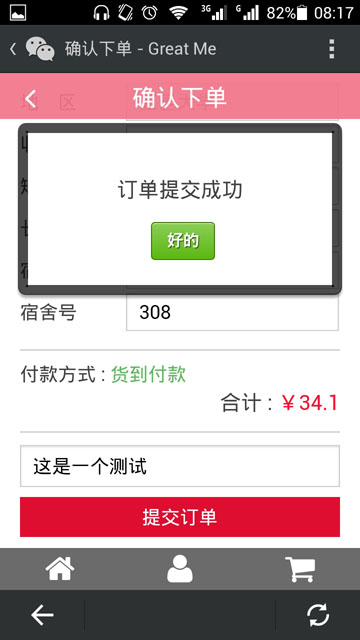 3G G 82% 08:17
确认下单 - Great Me
确认下单
区
订单提交成功
好的
宿舍号 308
付款方式 : 货到付款
合计 : ￥34.1
这是一个测试
提交订单